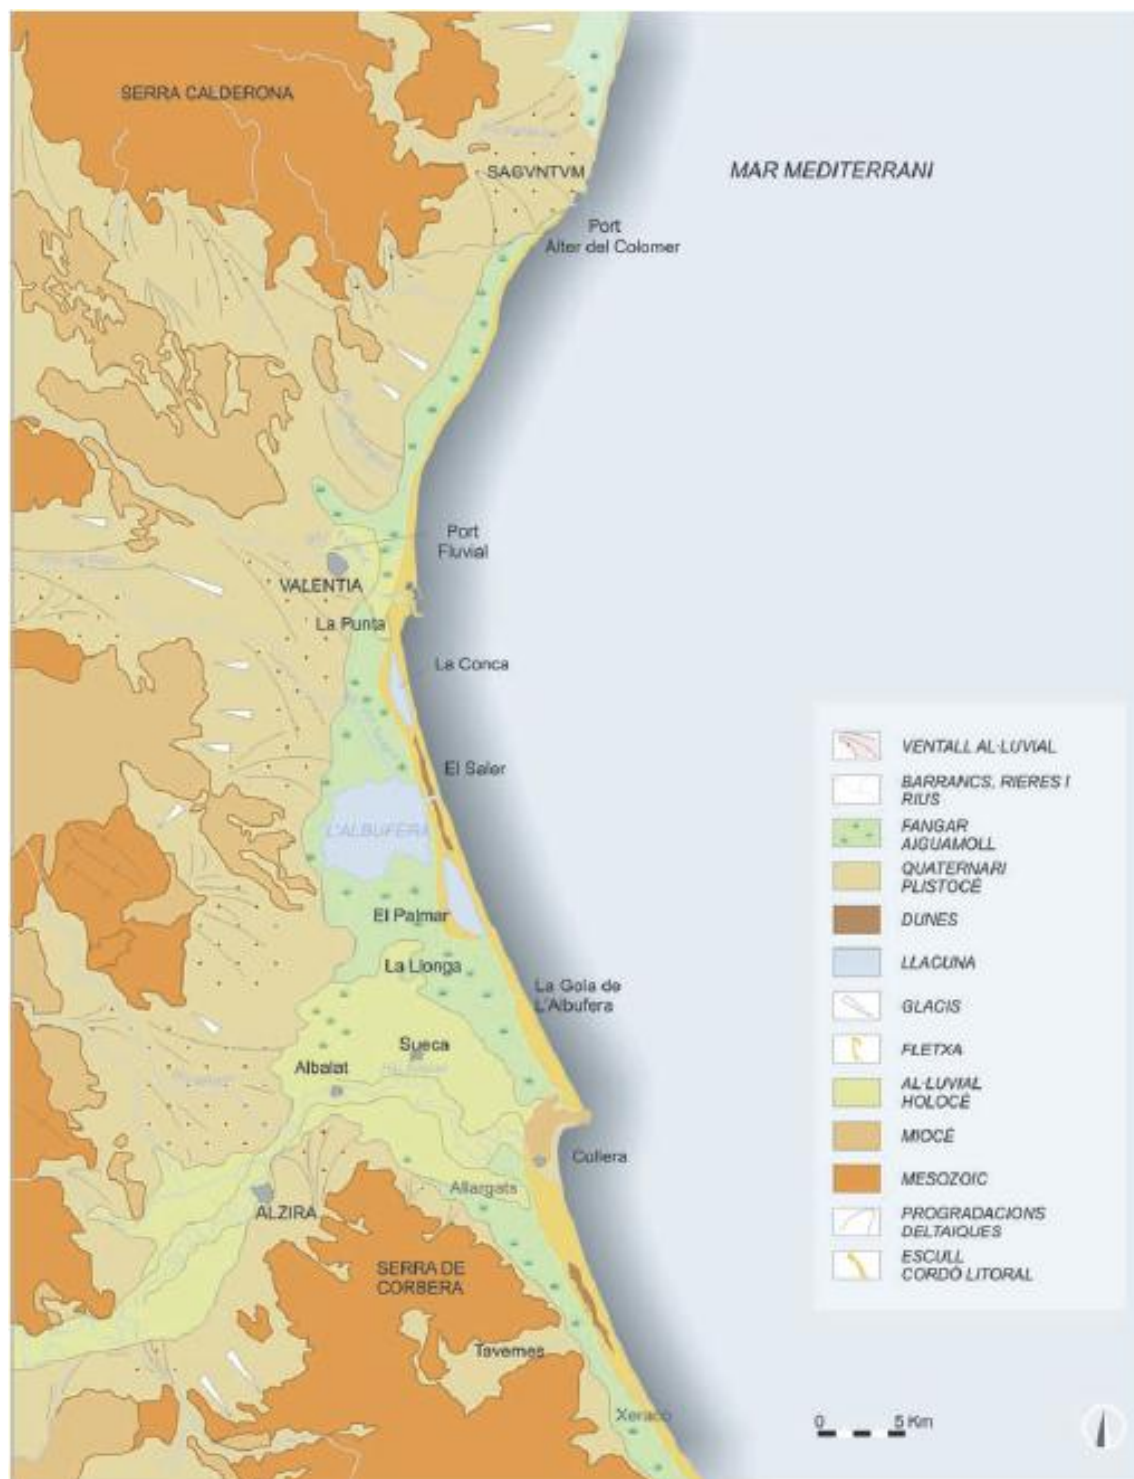 SERRA CALDERONA
MAR MEDITERRANI
SAGVNTVM
Port
Alter del Colomer
Port
Fluvial
VALENTIA
La Punta
La Conca
El Saler
L'ALBUFERA
El Palmar
La Llonga
La Gola de
L'Albufera
Sueca
Albalat
Cullera
Allargats
ALZIRA
SERRA DE
CORBERA
Tavernes
Xeraco
VENTALL AL·LUVIAL
BARRANCS, RIERES I
RIUS
FANGAR
AIGUAMOLL
QUATERNARI
PLISTOCÉ
DUNES
LLACUNA
GLACIS
FLETXA
AL·LUVIAL
HOLOCÉ
MIOCÉ
MESOZOIC
PROGRADACIONS
DELTAIQUES
ESCULL
CORDÓ LITORAL
0 5 Km